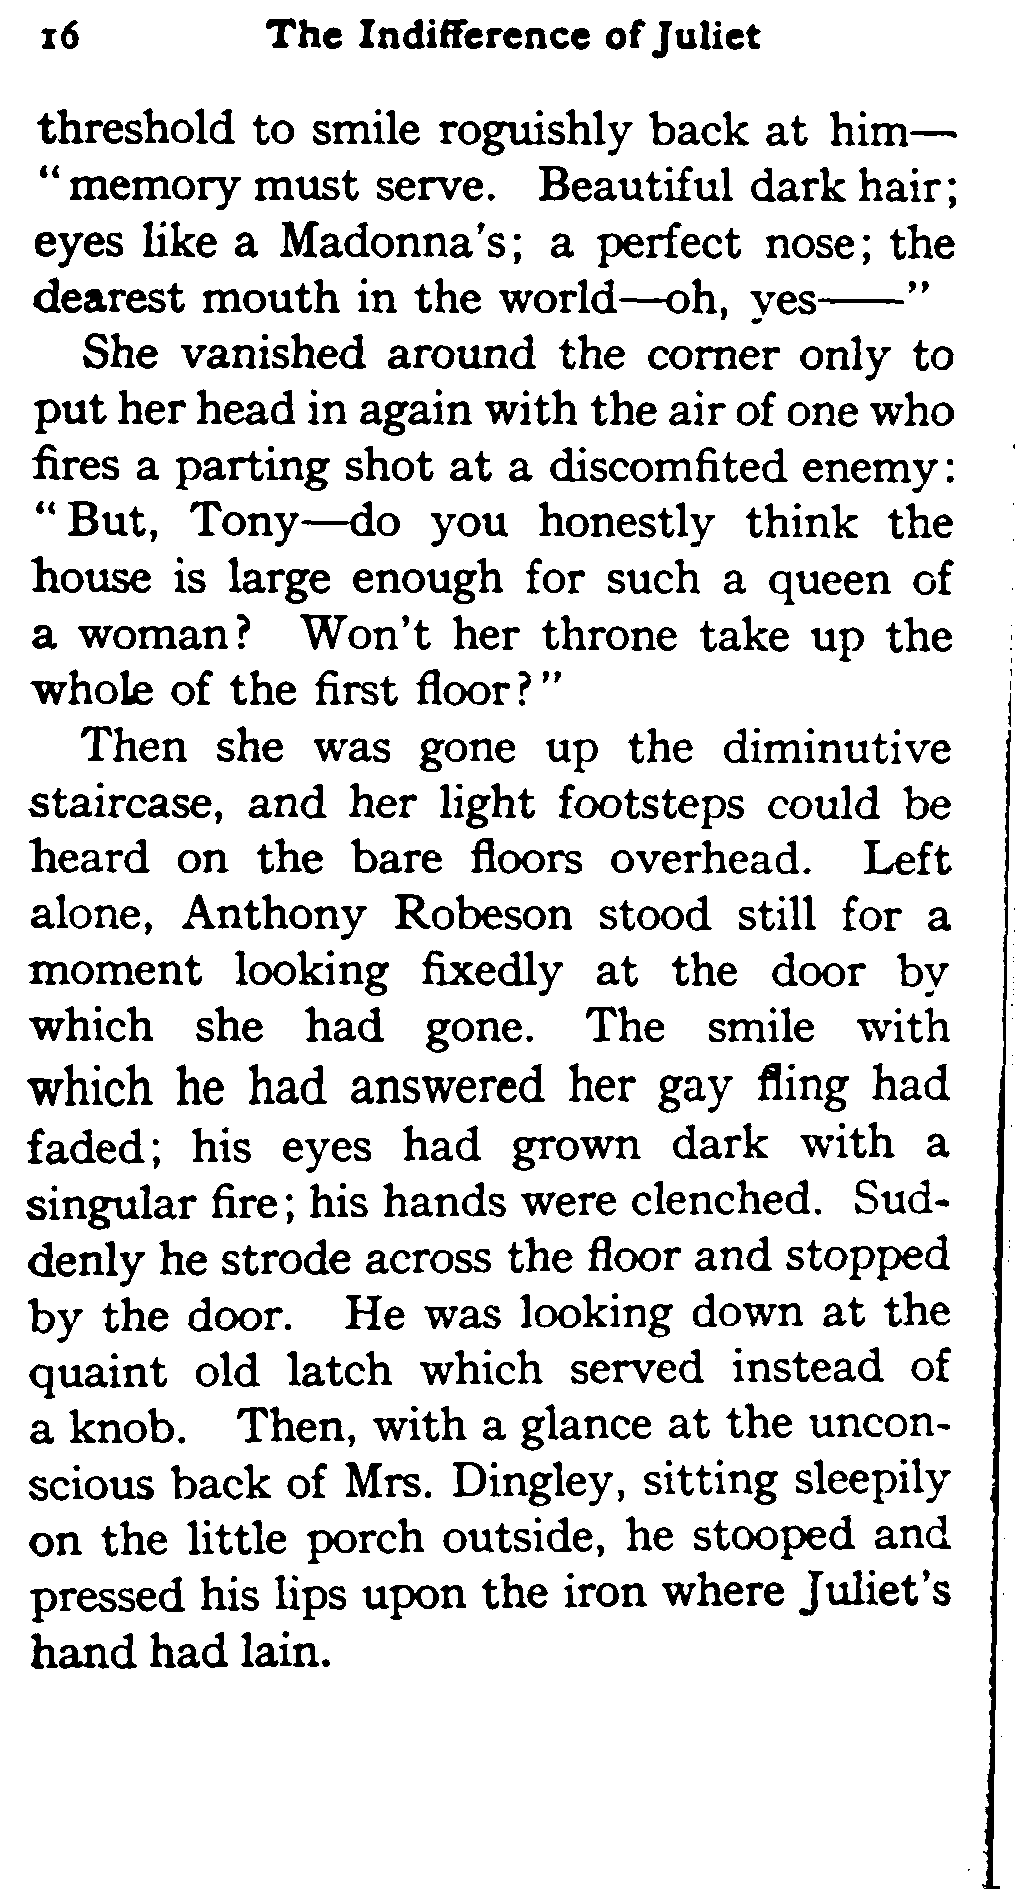 16 The Indifference of Juliet
threshold to smile roguishly back at him—
“memory must serve. Beautiful dark hair;
eyes like a Madonna's; a perfect nose; the
dearest mouth in the world—oh, yes——”
She vanished around the corner only to
put her head in again with the air of one who
fires a parting shot at a discomfited enemy:
“But, Tony—do you honestly think the
house is large enough for such a queen of
a woman? Won't her throne take up the
whole of the first floor?”
Then she was gone up the diminutive
staircase, and her light footsteps could be
heard on the bare floors overhead. Left
alone, Anthony Robeson stood still for a
moment looking fixedly at the door by
which she had gone. The smile with
which he had answered her gay fling had
faded; his eyes had grown dark with a
singular fire; his hands were clenched. Sud-
denly he strode across the floor and stopped
by the door. He was looking down at the
quaint old latch which served instead of
a knob. Then, with a glance at the uncon-
scious back of Mrs. Dingley, sitting sleepily
on the little porch outside, he stooped and
pressed his lips upon the iron where Juliet's
hand had lain.